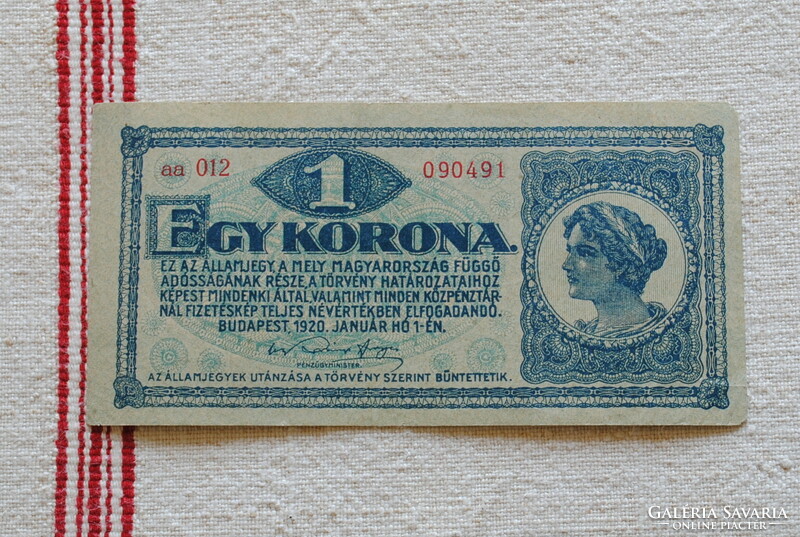 aa 012
1
090491
EGY KORONA.
EZ AZ ÁLLAMJEGY, A MELY MAGYARORSZÁG FÜGGŐ
ADÓSSÁGÁNAK RÉSZE, A TÖRVÉNY HATÁROZATAIHOZ
KÉPEST MINDENKI ÁLTAL, VALAMINT MINDEN KÖZPÉNZTÁR-
NÁL FIZETÉSKÉP TELJES NÉVÉRTÉKBEN ELFOGADANDÓ.
BUDAPEST, 1920. JANUÁR HÓ 1-ÉN.
PÉNZÜGYMINISTER.
AZ ÁLLAMJEGYEK UTÁNZÁSA A TÖRVÉNY SZERINT BÜNTETTETIK.
GALÉRIA SAVARIA
ONLINE PIACTÉR